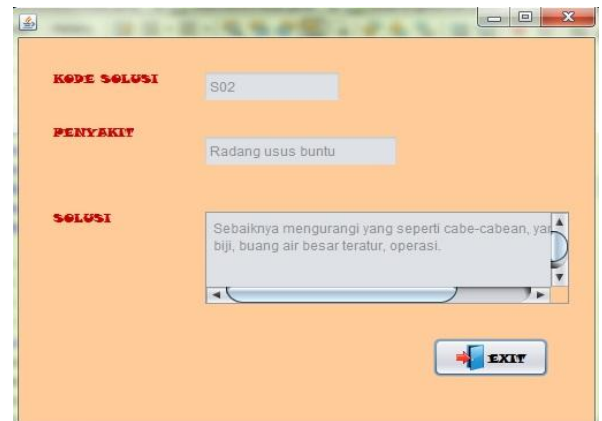 KODE SOLUSI
S02
PENYAKIT
Radang usus buntu
SOLUSI
Sebaiknya mengurangi yang seperti cabe-cabean,
biji, buang air besar teratur, operasi.
EXIT